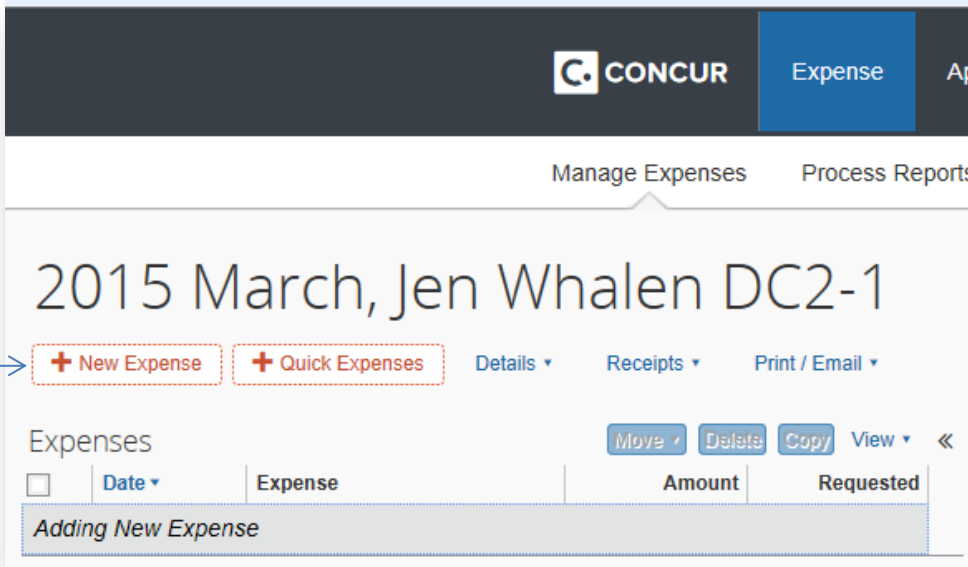 C. CONCUR Expense
Manage Expenses Process Reports
2015 March, Jen Whalen DC2-1
+ New Expense + Quick Expenses Details ▾ Receipts ▾ Print / Email ▾
Expenses Move ▾ Delete Copy View ▾ «
Date ▾ Expense Amount Requested
Adding New Expense